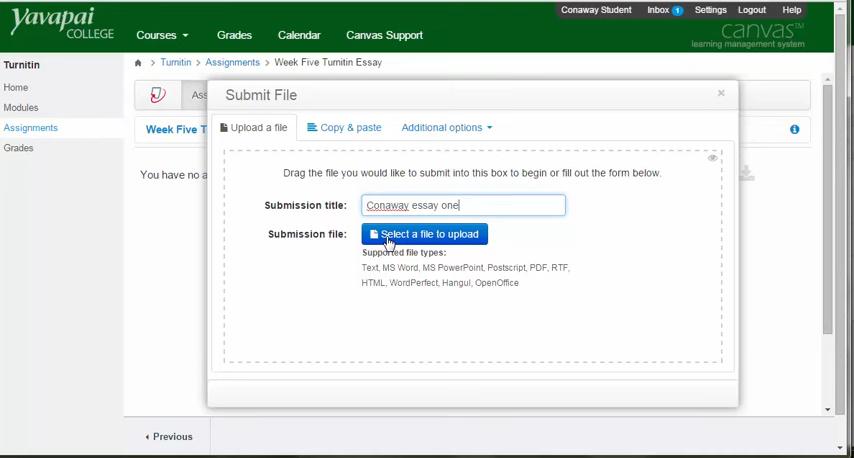 Yavapai COLLEGE
Courses Grades Calendar Canvas Support
Conaway Student Inbox 1 Settings Logout Help
canvas™
learning management system
Turnitin
Home
Modules
Assignments
Grades
Turnitin > Assignments > Week Five Turnitin Essay
Ass
Week Five T
You have no a
Submit File ×
Upload a file Copy & paste Additional options
Drag the file you would like to submit into this box to begin or fill out the form below.
Submission title: Conaway essay one
Submission file: Select a file to upload
Supported file types:
Text, MS Word, MS PowerPoint, Postscript, PDF, RTF,
HTML, WordPerfect, Hangul, OpenOffice
Previous